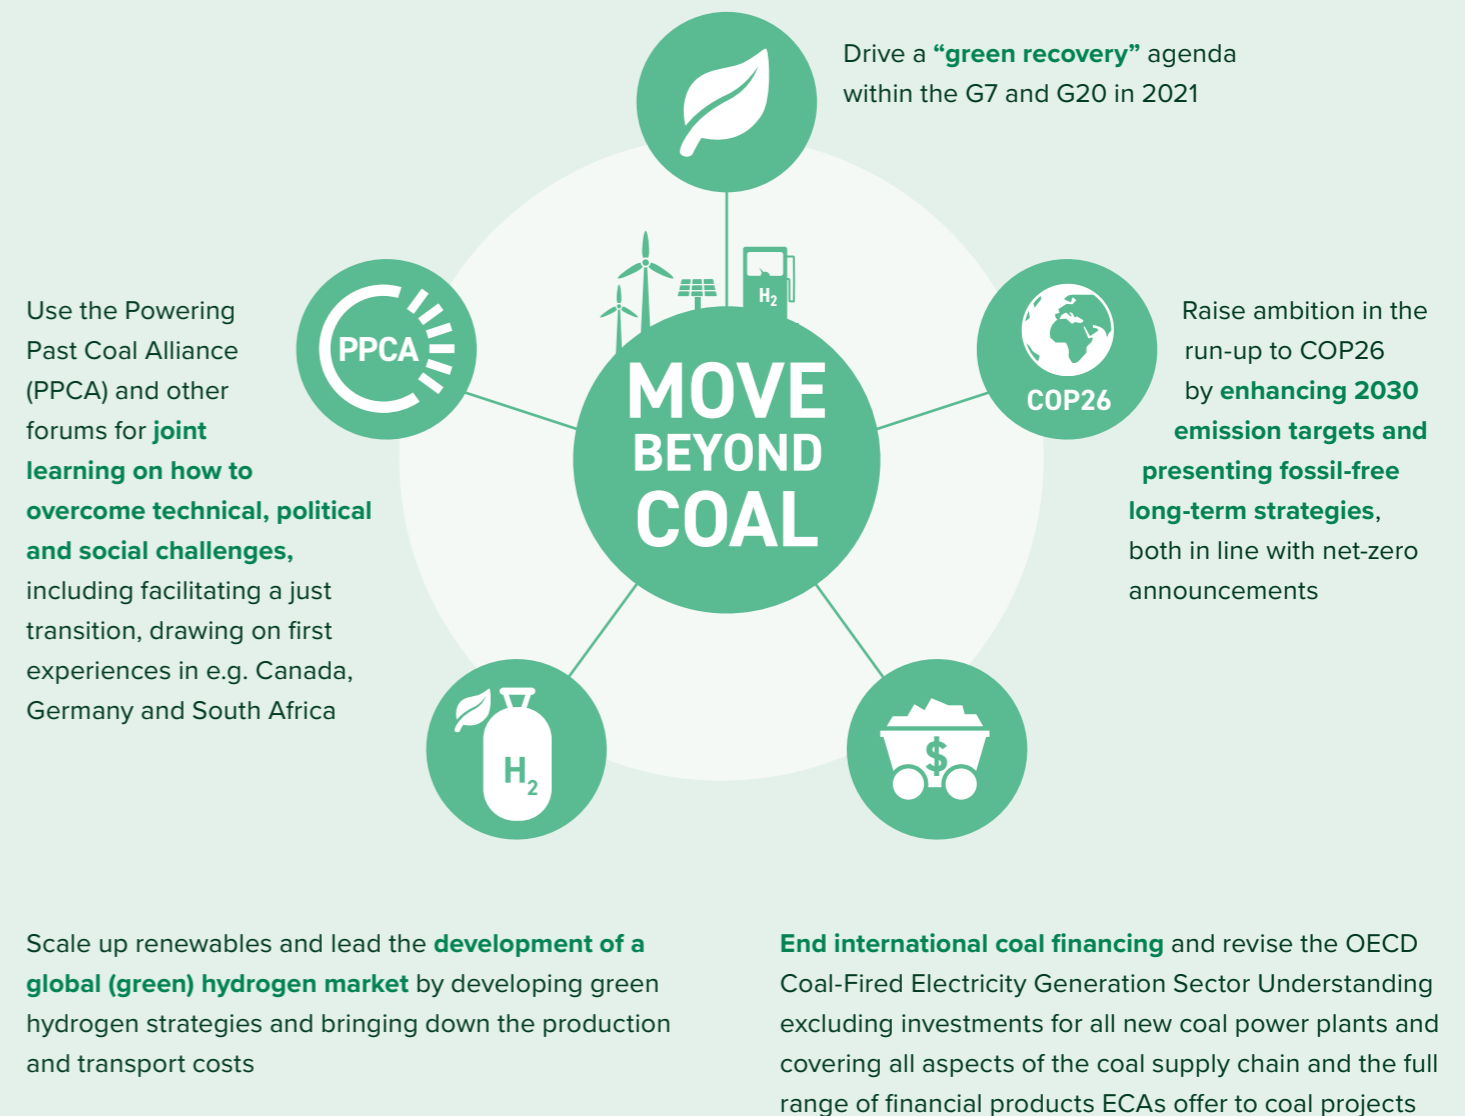 Drive a “green recovery” agenda
within the G7 and G20 in 2021
H2
MOVE
BEYOND
COAL
PPCA
Use the Powering
Past Coal Alliance
(PPCA) and other
forums for joint
learning on how to
overcome technical, political
and social challenges,
including facilitating a just
transition, drawing on first
experiences in e.g. Canada,
Germany and South Africa
COP26
Raise ambition in the
run-up to COP26
by enhancing 2030
emission targets and
presenting fossil-free
long-term strategies,
both in line with net-zero
announcements
H2
$
Scale up renewables and lead the development of a
global (green) hydrogen market by developing green
hydrogen strategies and bringing down the production
and transport costs
End international coal financing and revise the OECD
Coal-Fired Electricity Generation Sector Understanding
excluding investments for all new coal power plants and
covering all aspects of the coal supply chain and the full
range of financial products ECAs offer to coal projects